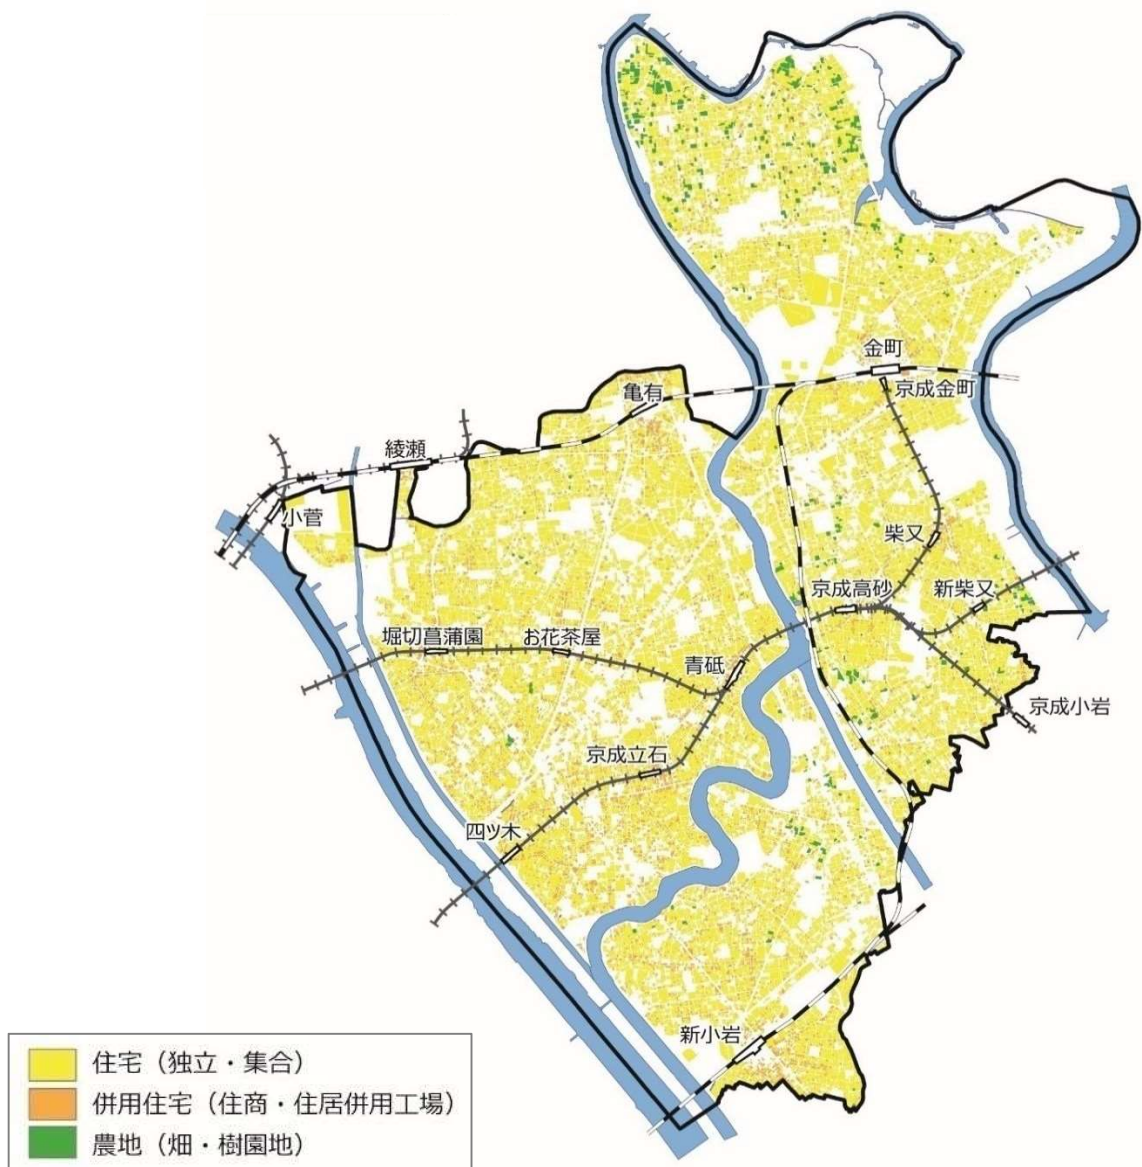 金町
京成金町
亀有
綾瀬
小菅
柴又
京成高砂
新柴又
堀切菖蒲園
お花茶屋
青砥
京成小岩
京成立石
四ツ木
新小岩
住宅（独立・集合）
併用住宅（住商・住居併用工場）
農地（畑・樹園地）